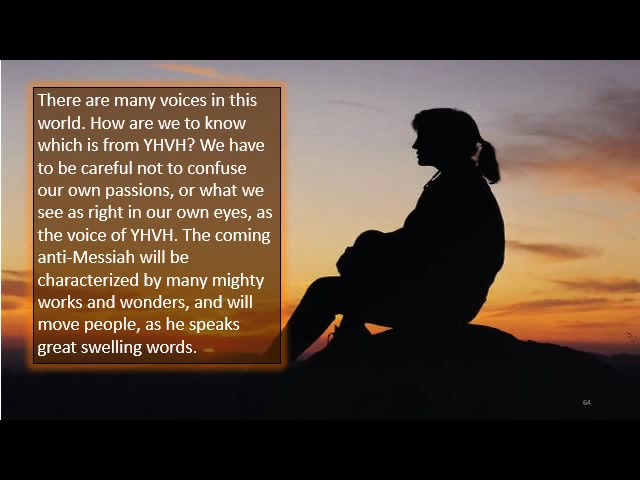 There are many voices in this
world. How are we to know
which is from YHVH? We have
to be careful not to confuse
our own passions, or what we
see as right in our own eyes, as
the voice of YHVH. The coming
anti-Messiah will be
characterized by many mighty
works and wonders, and will
move people, as he speaks
great swelling words.
64